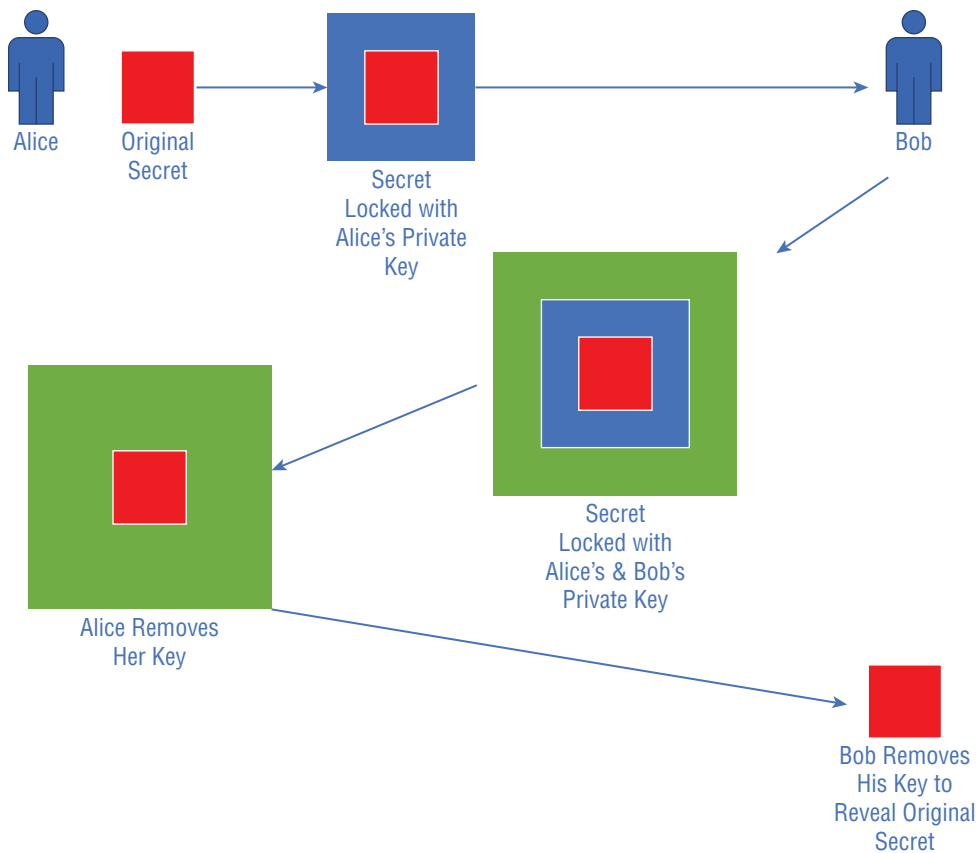 Alice
Original
Secret
Secret
Locked with
Alice's Private
Key
Bob
Secret
Locked with
Alice's & Bob's
Private Key
Alice Removes
Her Key
Bob Removes
His Key to
Reveal Original
Secret